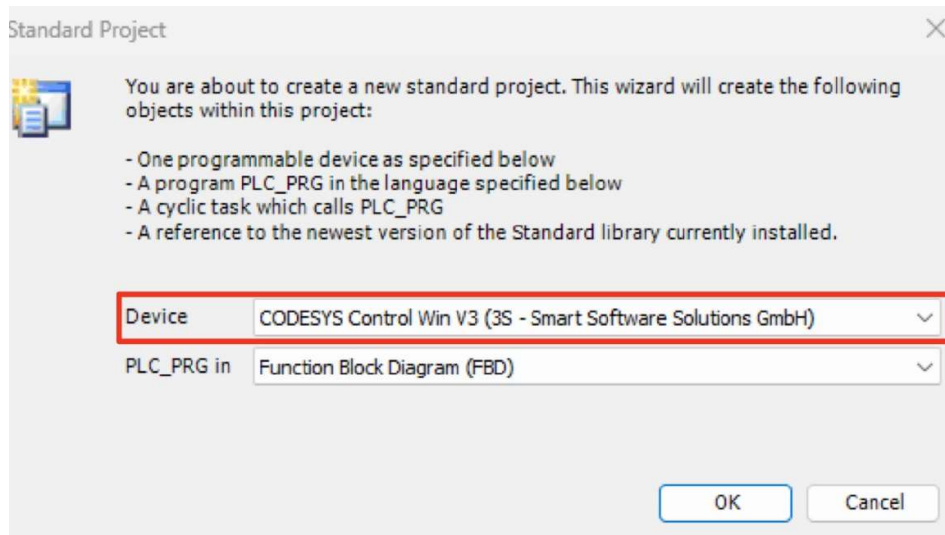 Standard Project
You are about to create a new standard project. This wizard will create the following
objects within this project:
- One programmable device as specified below
- A program PLC_PRG in the language specified below
- A cyclic task which calls PLC_PRG
- A reference to the newest version of the Standard library currently installed.
Device CODESYS Control Win V3 (3S - Smart Software Solutions GmbH)
PLC_PRG in Function Block Diagram (FBD)
OK Cancel